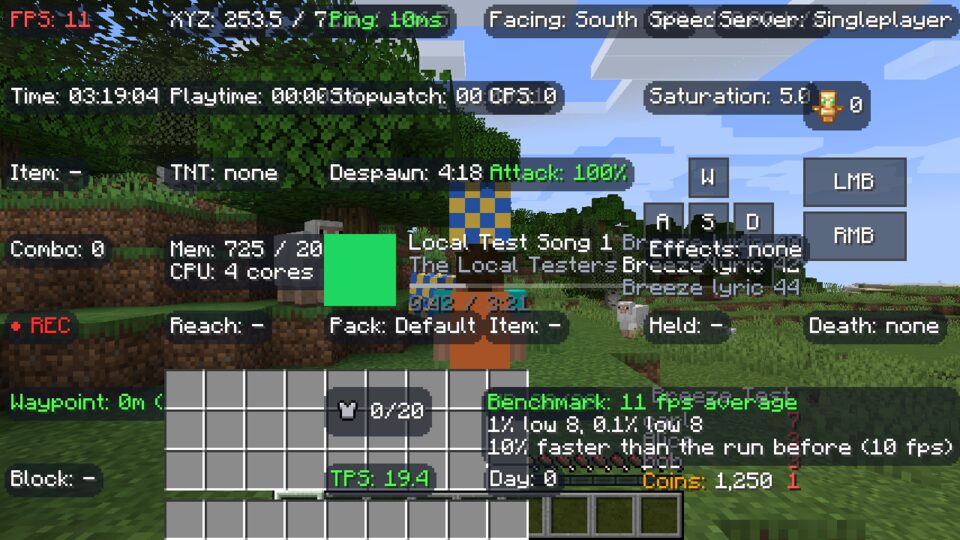 FPS: 11
XYZ: 253.5 / 7
Ping: 10ms
Facing: South
Speed
Server: Singleplayer
Time: 03:19:04
Playtime: 00:00
Stopwatch: 00
CPS:
Saturation: 5.0
0
Item: -
TNT: none
Despawn: 4:18
Attack: 100%
W
LMB
A S D
RMB
Combo: 0
Mem: 725 / 20
CPU: 4 cores
Local Test Song 1
The Local Testers
0:42 / 3:21
Effects: none
Breeze lyric 44
REC
Reach: -
Pack: Default
Item: -
Held: -
Death: none
Waypoint: 0m (
0/20
Breeze Test
Benchmark: 11 fps average
1% low 8, 0.1% low 8
10% faster than the run before (10 fps)
Block: -
TPS: 19.4
Day: 0
Coins: 1,250
1